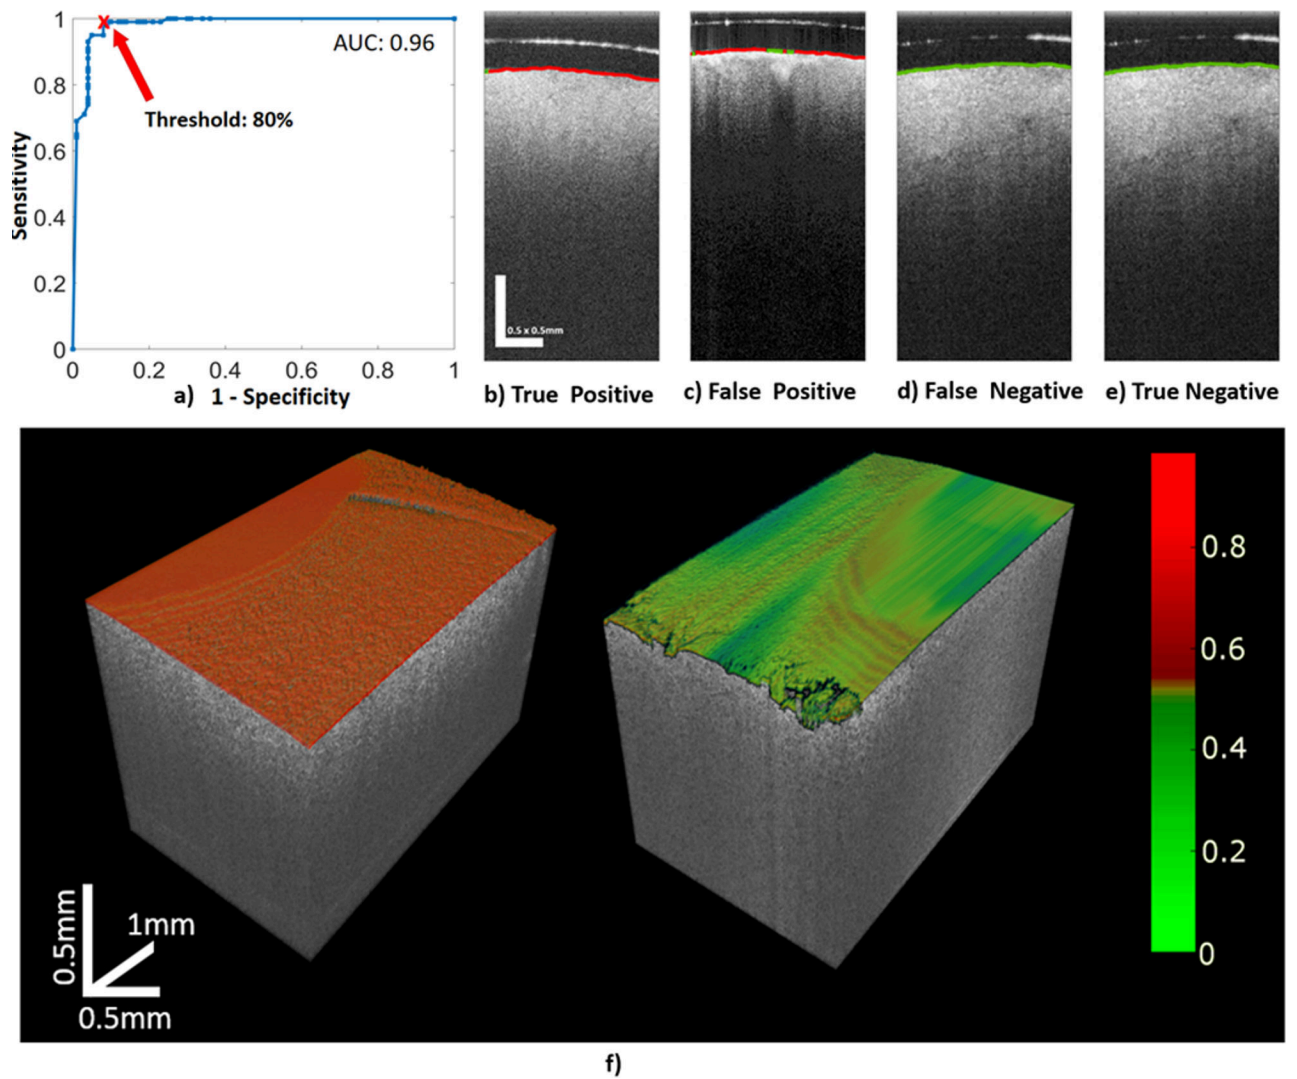 1
0.8
0.6
0.4
0.2
0
Sensitivity
AUC: 0.96
Threshold: 80%
0 0.2 0.4 0.6 0.8 1
a) 1 - Specificity
0.5 x 0.5mm
b) True Positive
c) False Positive
d) False Negative
e) True Negative
0.8
0.6
0.4
0.2
0
0.5mm
1mm
0.5mm
f)